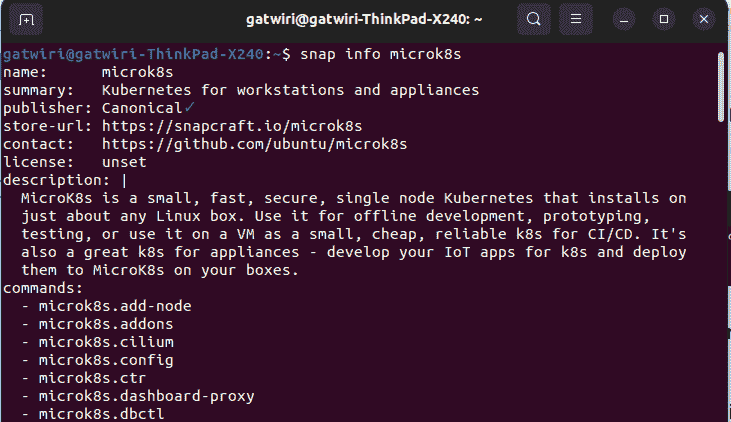 gatwiri@gatwiri-ThinkPad-X240: ~
gatwiri@gatwiri-ThinkPad-X240:~$ snap info microk8s
name:      microk8s
summary:   Kubernetes for workstations and appliances
publisher: Canonical✓
store-url: https://snapcraft.io/microk8s
contact:   https://github.com/ubuntu/microk8s
license:   unset
description: |
  MicroK8s is a small, fast, secure, single node Kubernetes that installs on
  just about any Linux box. Use it for offline development, prototyping,
  testing, or use it on a VM as a small, cheap, reliable k8s for CI/CD. It's
  also a great k8s for appliances - develop your IoT apps for k8s and deploy
  them to MicroK8s on your boxes.
commands:
  - microk8s.add-node
  - microk8s.addons
  - microk8s.cilium
  - microk8s.config
  - microk8s.ctr
  - microk8s.dashboard-proxy
  - microk8s.dbctl